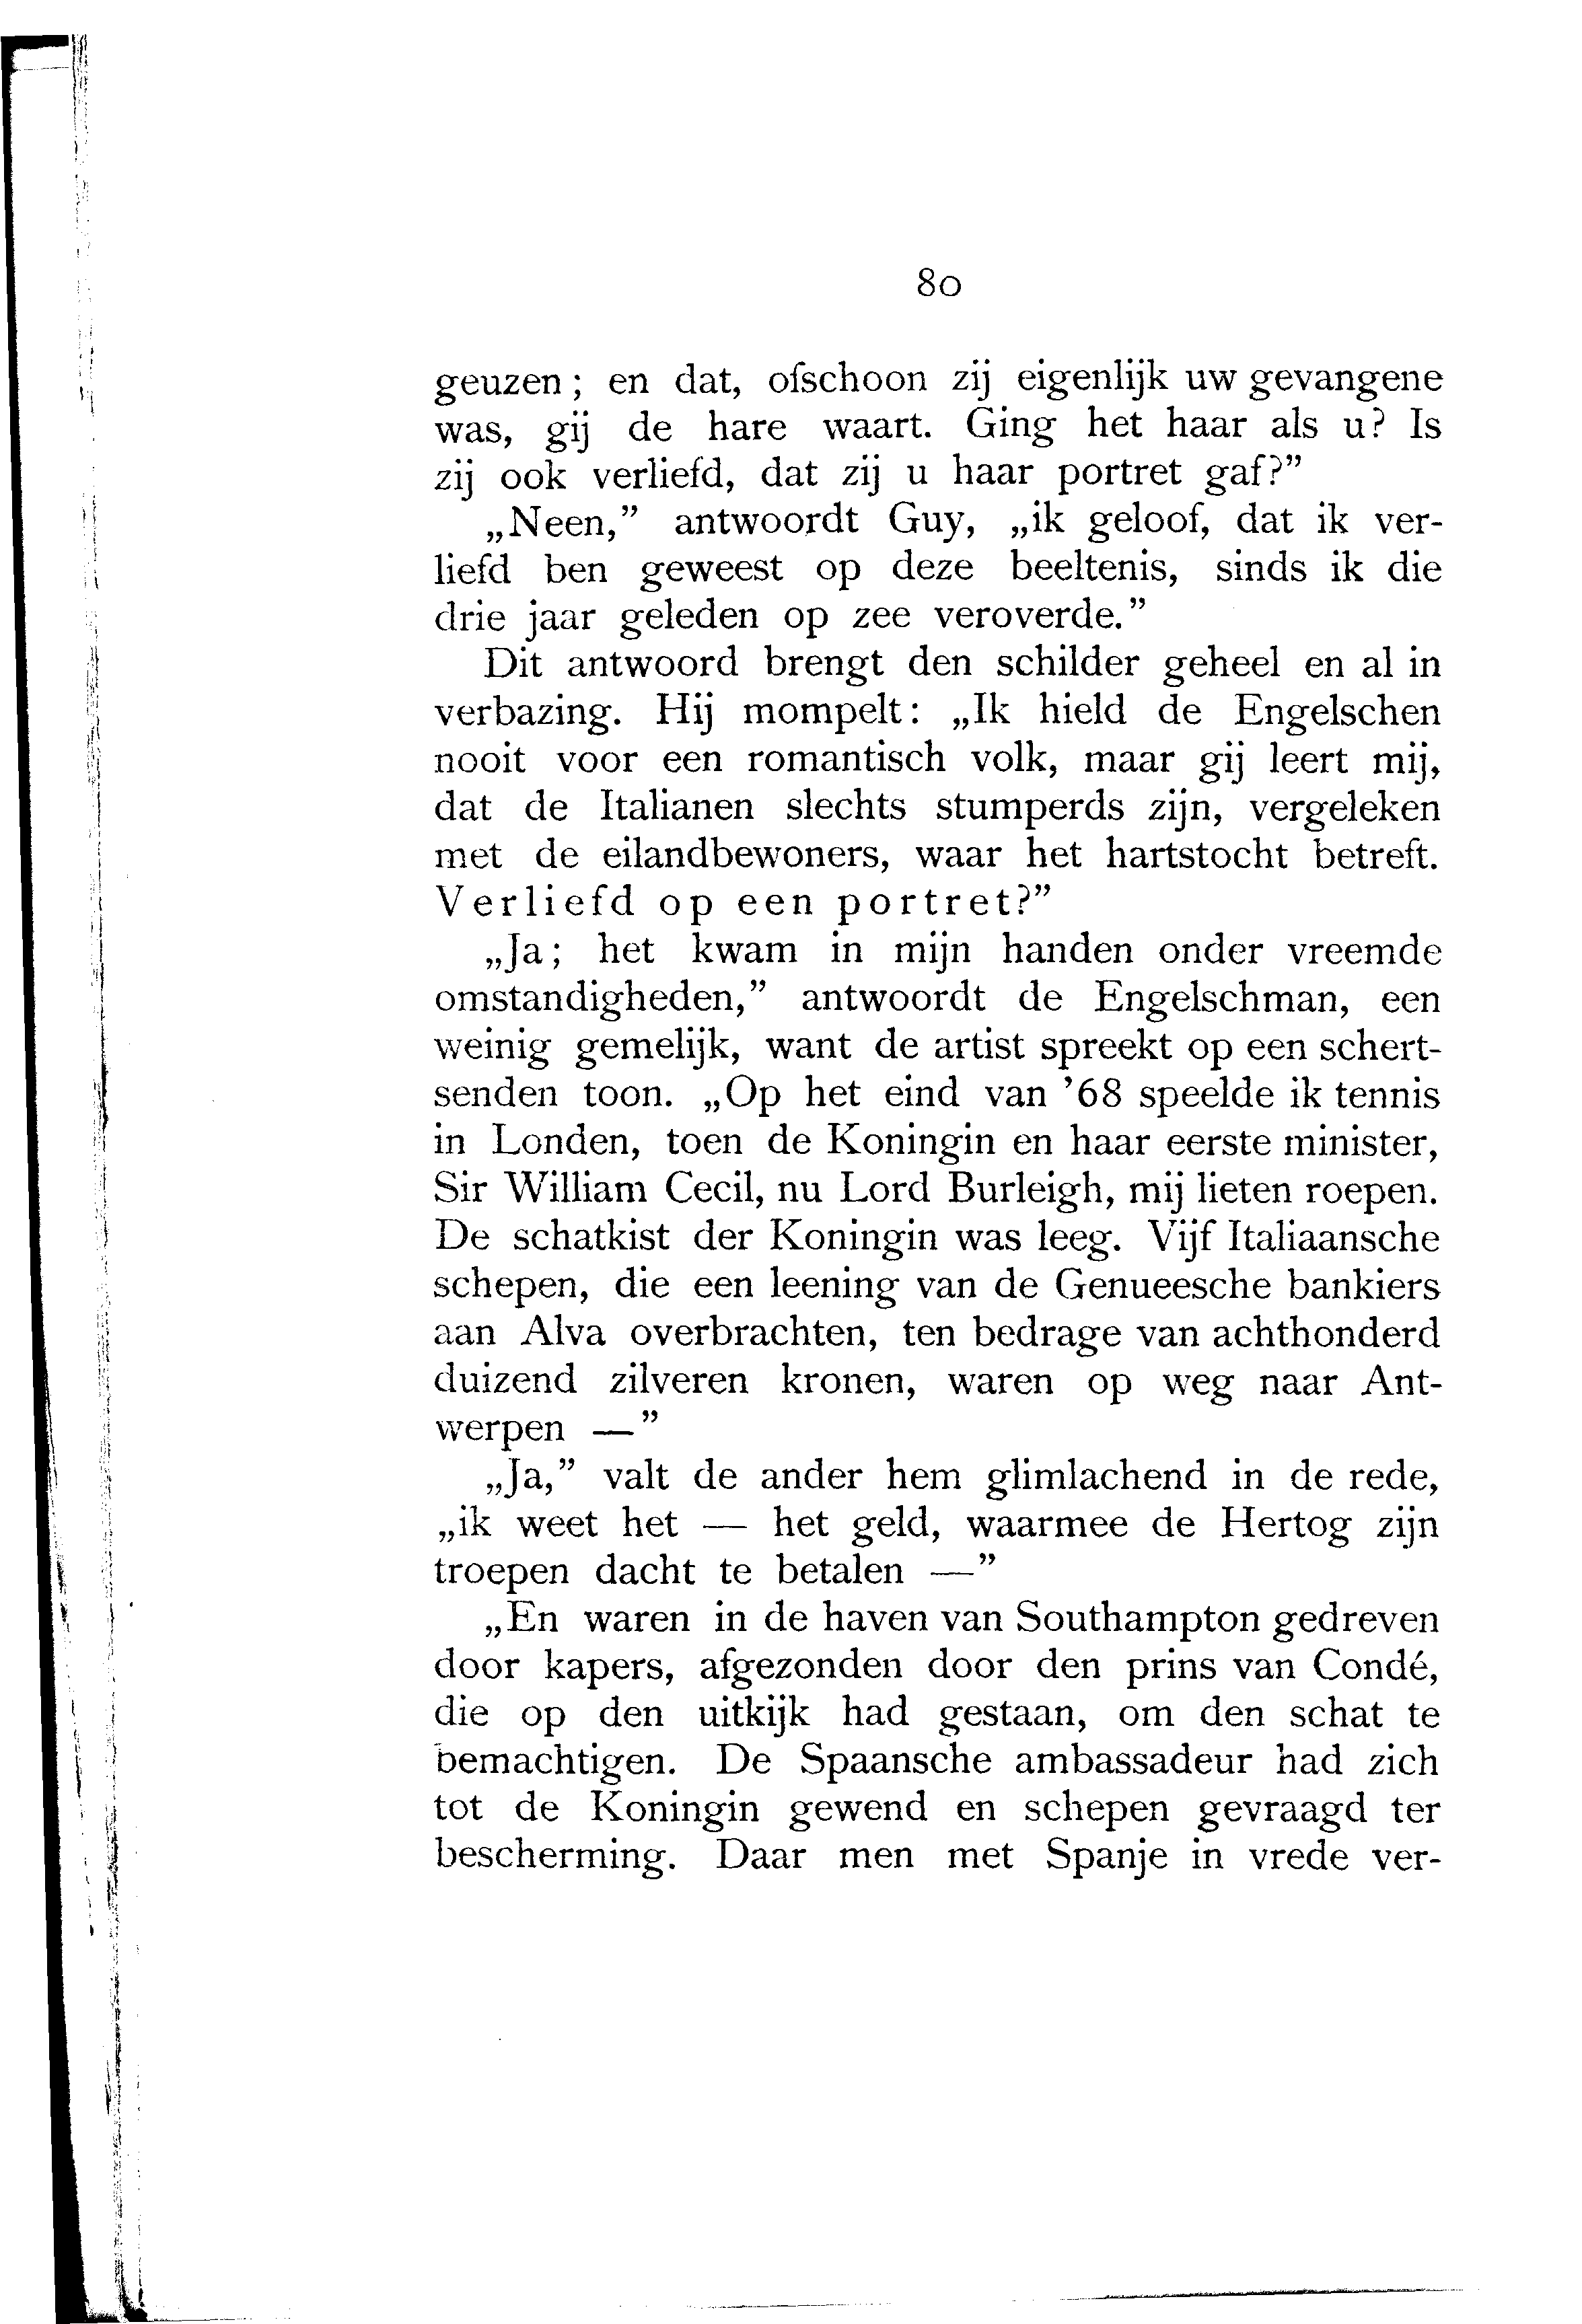 80
geuzen; en dat, ofschoon zij eigenlijk uw gevangene
was, gij de hare waart. Ging het haar als u? Is
zij ook verliefd, dat zij u haar portret gaf?”
„Neen,” antwoordt Guy, „ik geloof, dat ik ver-
liefd ben geweest op deze beeltenis, sinds ik die
drie jaar geleden op zee veroverde.”
Dit antwoord brengt den schilder geheel en al in
verbazing. Hij mompelt: „Ik hield de Engelschen
nooit voor een romantisch volk, maar gij leert mij,
dat de Italianen slechts stumperds zijn, vergeleken
met de eilandbewoners, waar het hartstocht betreft.
Verliefd op een portret?”
„Ja; het kwam in mijn handen onder vreemde
omstandigheden,” antwoordt de Engelschman, een
weinig gemelijk, want de artist spreekt op een schert-
senden toon. „Op het eind van ’68 speelde ik tennis
in Londen, toen de Koningin en haar eerste minister,
Sir William Cecil, nu Lord Burleigh, mij lieten roepen.
De schatkist der Koningin was leeg. Vijf Italiaansche
schepen, die een leening van de Genueesche bankiers
aan Alva overbrachten, ten bedrage van achthonderd
duizend zilveren kronen, waren op weg naar Ant-
werpen —”
„Ja,” valt de ander hem glimlachend in de rede,
„ik weet het — het geld, waarmee de Hertog zijn
troepen dacht te betalen —”
„En waren in de haven van Southampton gedreven
door kapers, afgezonden door den prins van Condé,
die op den uitkijk had gestaan, om den schat te
bemachtigen. De Spaansche ambassadeur had zich
tot de Koningin gewend en schepen gevraagd ter
bescherming. Daar men met Spanje in vrede ver-